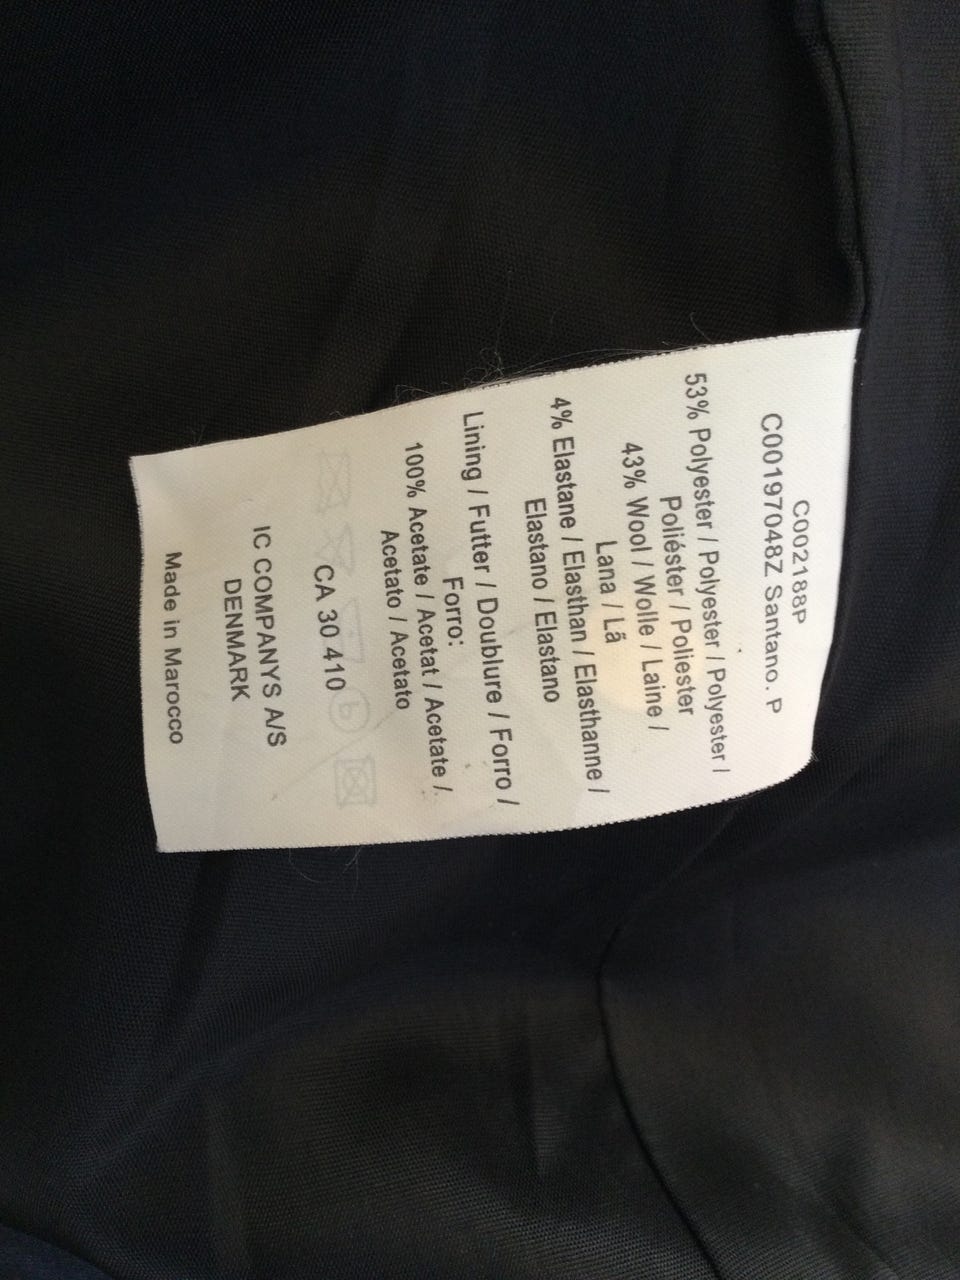 C002188P
C00197048Z Santano. P
53% Polyester / Polyester / Polyester /
Poliéster / Poliester
43% Wool / Wolle / Laine /
Lana / Lã
4% Elastane / Elasthan / Elasthanne /
Elastano / Elastano
Lining / Futter / Doublure / Forro /
Forro:
100% Acetate / Acetat / Acetate /
Acetato / Acetato
CA 30 410
IC COMPANYS A/S
DENMARK
Made in Marocco